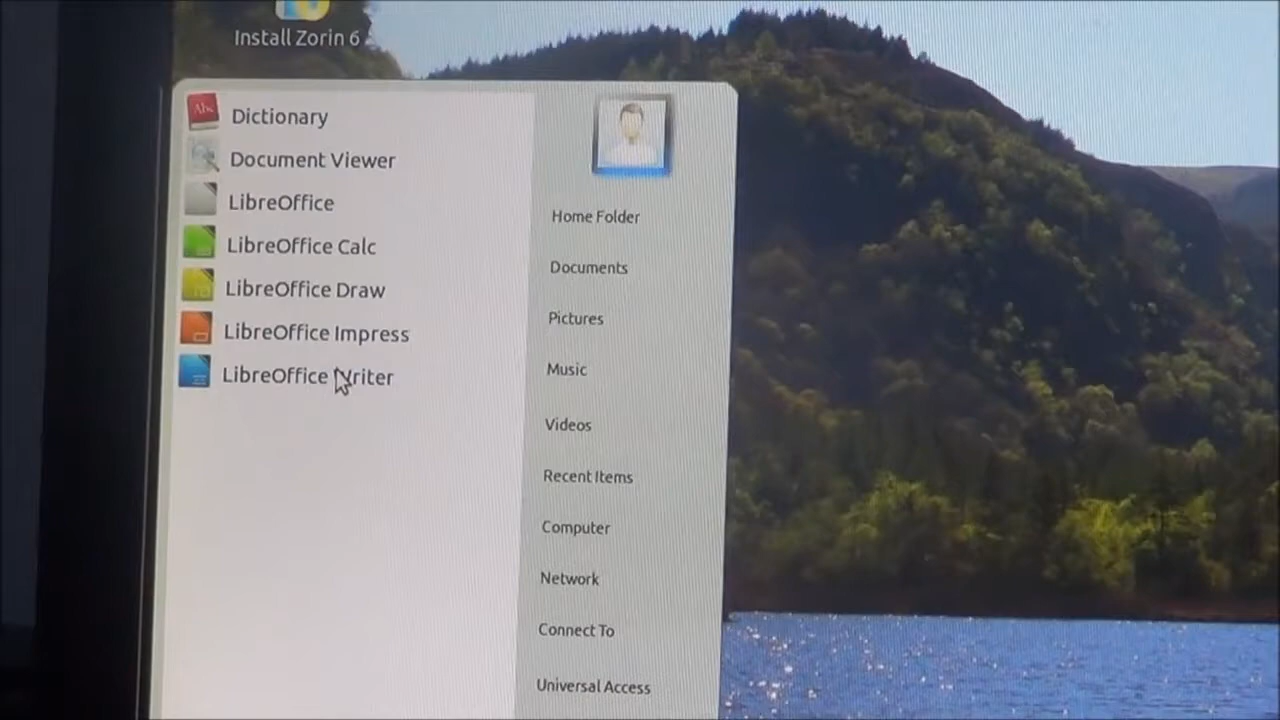 Install Zorin 6
Abc
Dictionary
Document Viewer
LibreOffice
LibreOffice Calc
LibreOffice Draw
LibreOffice Impress
LibreOffice Writer
Home Folder
Documents
Pictures
Music
Videos
Recent Items
Computer
Network
Connect To
Universal Access